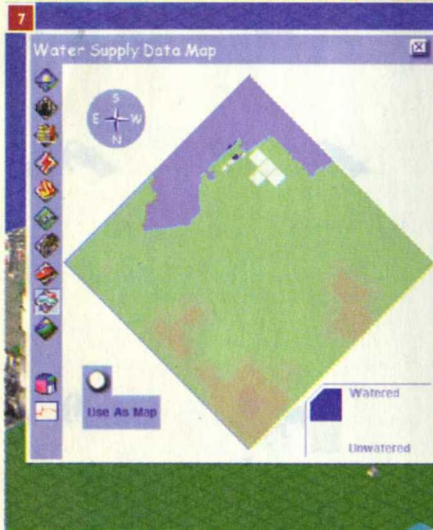 7
Water Supply Data Map
S
E W
N
Use As Map
Watered
Unwatered